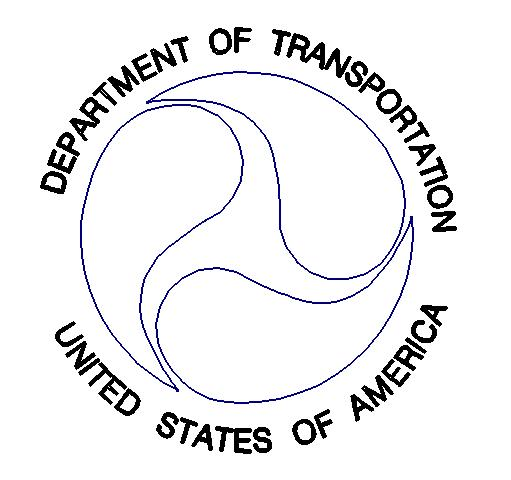 DEPARTMENT OF TRANSPORTATION
UNITED STATES OF AMERICA